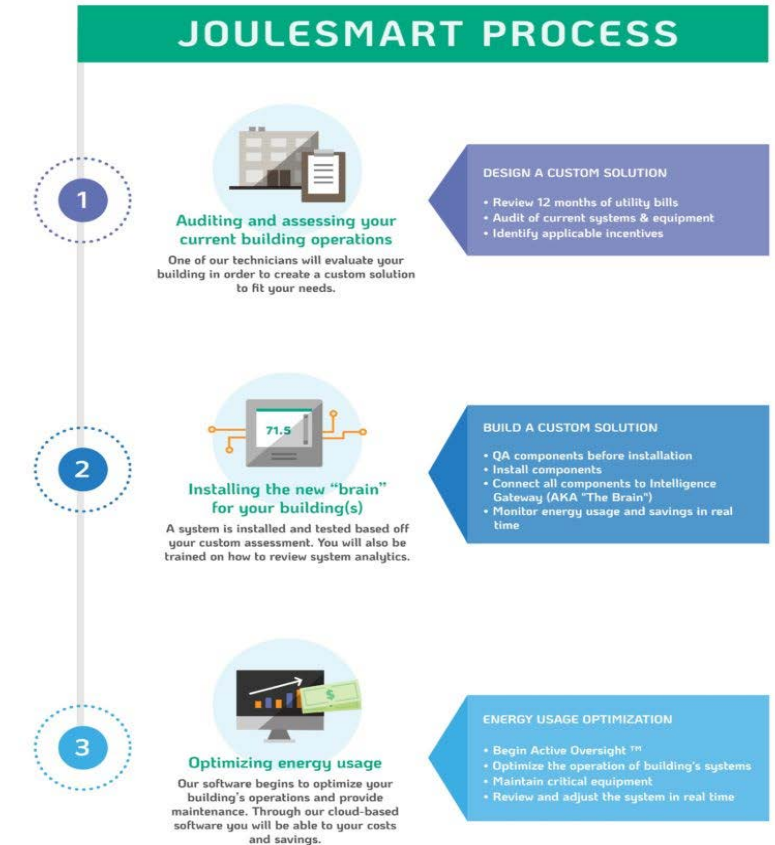 JOULESMART PROCESS
1
Auditing and assessing your
current building operations
One of our technicians will evaluate your
building in order to create a custom solution
to fit your needs.
DESIGN A CUSTOM SOLUTION
• Review 12 months of utility bills
• Audit of current systems & equipment
• Identify applicable incentives
2
71.5
Installing the new “brain”
for your building(s)
A system is installed and tested based off
your custom assessment. You will also be
trained on how to review system analytics.
BUILD A CUSTOM SOLUTION
• QA components before installation
• Install components
• Connect all components to Intelligence
Gateway (AKA "The Brain")
• Monitor energy usage and savings in real
time
3
$
Optimizing energy usage
Our software begins to optimize your
building’s operations and provide
maintenance. Through our cloud-based
software you will be able to your costs
and savings.
ENERGY USAGE OPTIMIZATION
• Begin Active Oversight ™
• Optimize the operation of building's systems
• Maintain critical equipment
• Review and adjust the system in real time